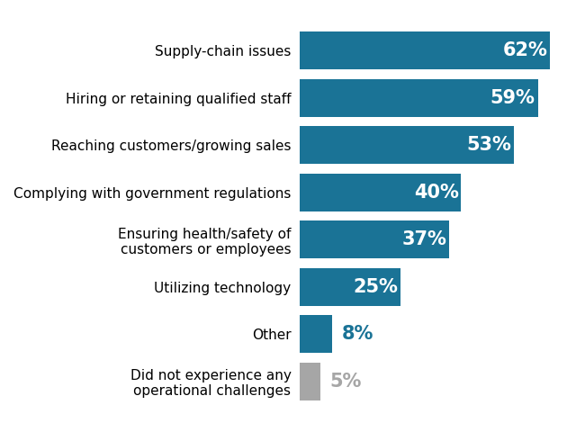 Supply-chain issues 62%
Hiring or retaining qualified staff 59%
Reaching customers/growing sales 53%
Complying with government regulations 40%
Ensuring health/safety of
customers or employees 37%
Utilizing technology 25%
Other 8%
Did not experience any
operational challenges 5%